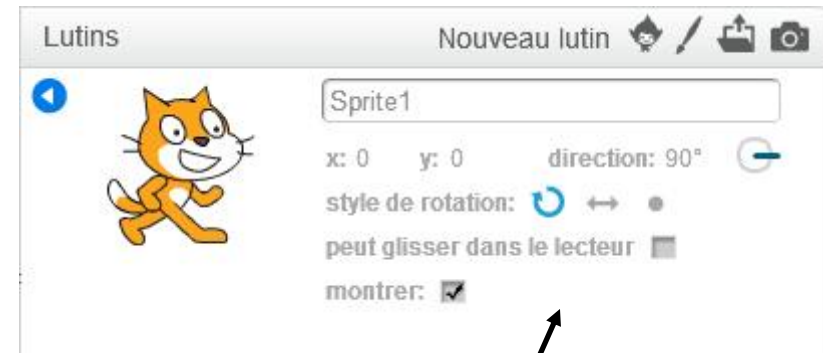 Lutins Nouveau lutin
Sprite1
x: 0 y: 0 direction: 90°
style de rotation:
peut glisser dans le lecteur
montrer: